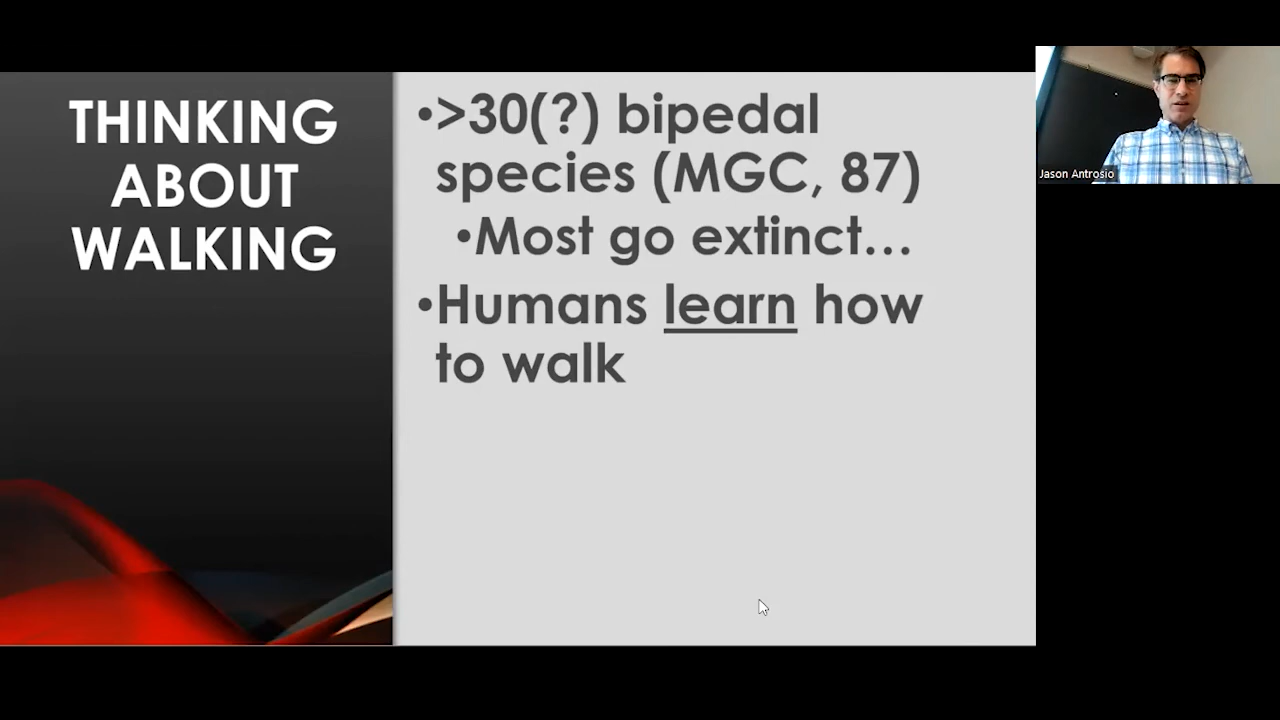 THINKING
ABOUT
WALKING
•>30(?) bipedal
species (MGC, 87)
•Most go extinct…
•Humans learn how
to walk
Jason Antrosio